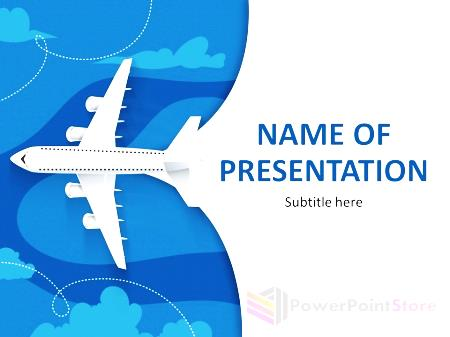 NAME OF
PRESENTATION
Subtitle here
PowerPointStore